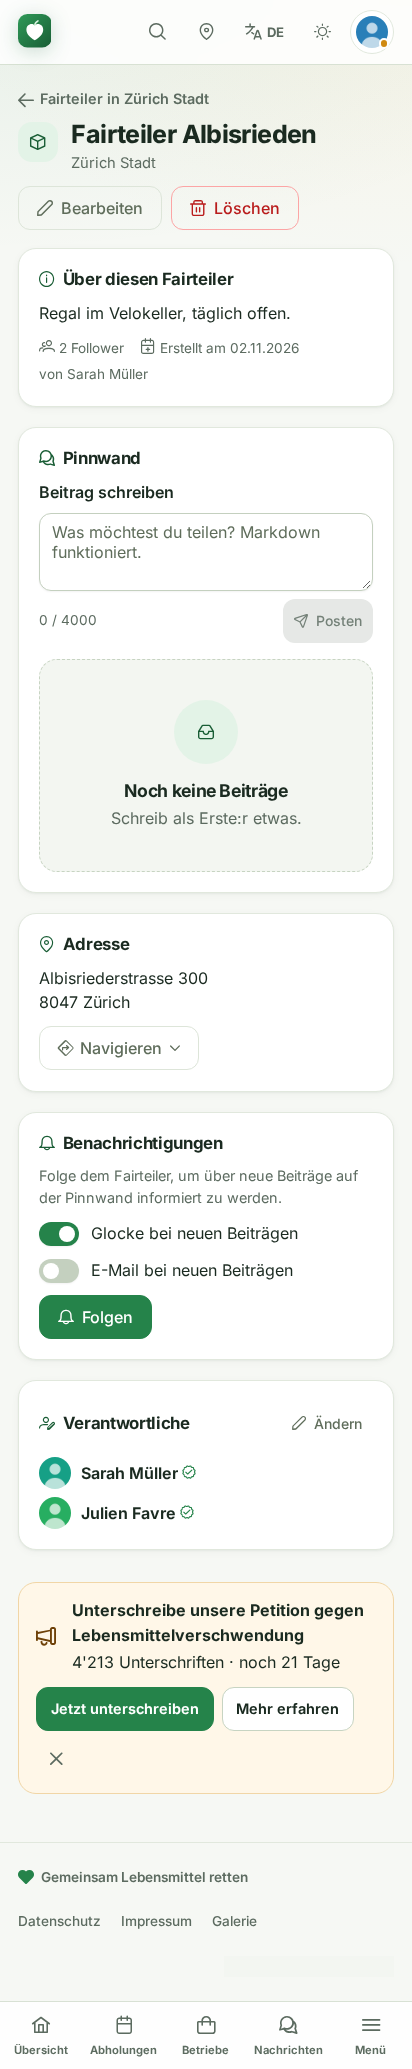 DE
Fairteiler in Zürich Stadt
Fairteiler Albisrieden
Zürich Stadt
Bearbeiten
Löschen
Über diesen Fairteiler
Regal im Velokeller, täglich offen.
2 Follower
Erstellt am 02.11.2026
von Sarah Müller
Pinnwand
Beitrag schreiben
Was möchtest du teilen? Markdown
funktioniert.
0 / 4000
Posten
Noch keine Beiträge
Schreib als Erste:r etwas.
Adresse
Albisriederstrasse 300
8047 Zürich
Navigieren
Benachrichtigungen
Folge dem Fairteiler, um über neue Beiträge auf
der Pinnwand informiert zu werden.
Glocke bei neuen Beiträgen
E-Mail bei neuen Beiträgen
Folgen
Verantwortliche
Ändern
Sarah Müller
Julien Favre
Unterschreibe unsere Petition gegen
Lebensmittelverschwendung
4'213 Unterschriften · noch 21 Tage
Jetzt unterschreiben
Mehr erfahren
Gemeinsam Lebensmittel retten
Datenschutz
Impressum
Galerie
Übersicht
Abholungen
Betriebe
Nachrichten
Menü